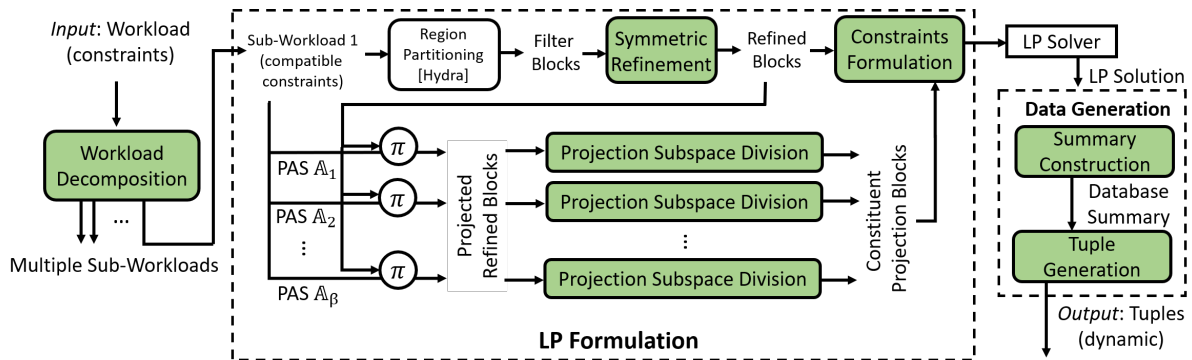 Input: Workload
(constraints)
Workload
Decomposition
...
Multiple Sub-Workloads
Sub-Workload 1
(compatible
constraints)
Region
Partitioning
[Hydra]
Filter
Blocks
Symmetric
Refinement
Refined
Blocks
Constraints
Formulation
PAS 𝔸1
π
PAS 𝔸2
π
⋮
PAS 𝔸β
π
Projected
Refined Blocks
Projection Subspace Division
Projection Subspace Division
⋮
Projection Subspace Division
Constituent
Projection Blocks
LP Formulation
LP Solver
LP Solution
Data Generation
Summary
Construction
Database
Summary
Tuple
Generation
Output: Tuples
(dynamic)